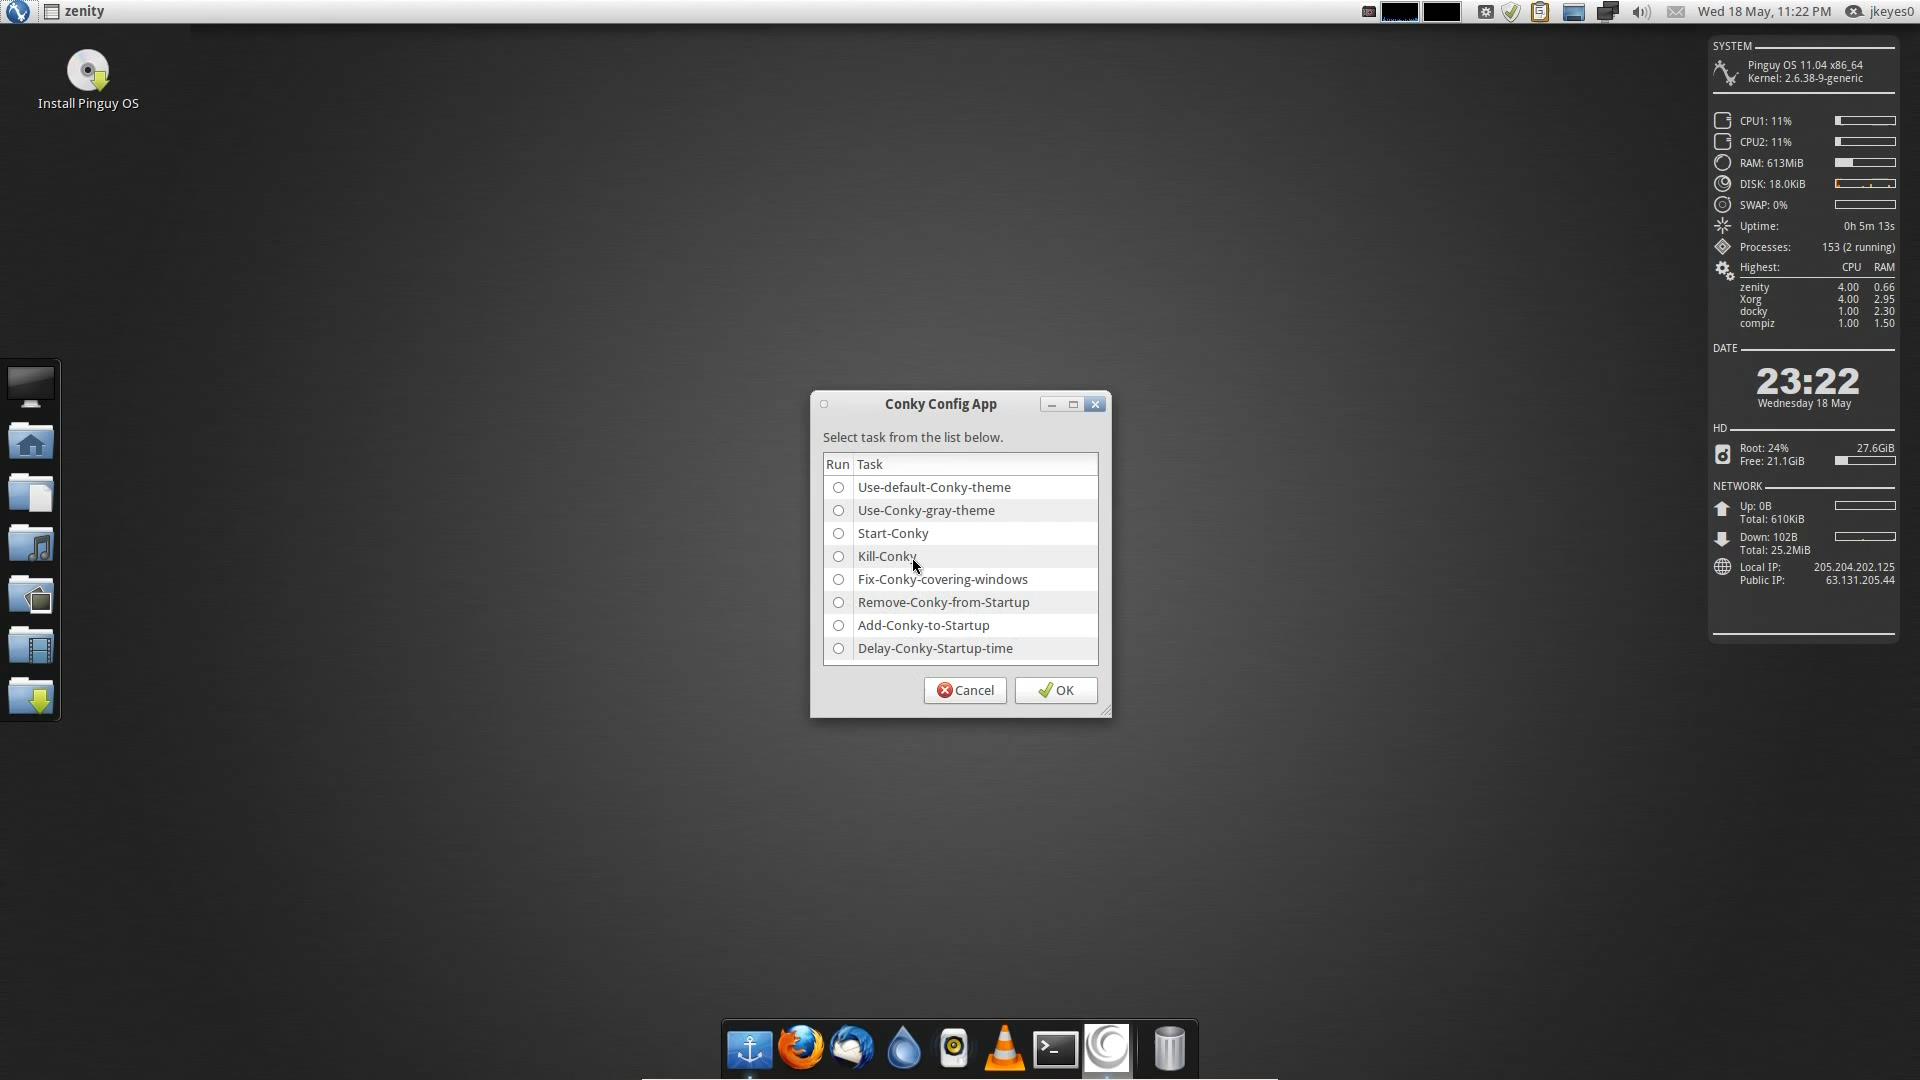 zenity
Wed 18 May, 11:22 PM
jkeyes0
Install Pinguy OS
SYSTEM
Pinguy OS 11.04 x86_64
Kernel: 2.6.38-9-generic
CPU1: 11%
CPU2: 11%
RAM: 613MiB
DISK: 18.0KiB
SWAP: 0%
Uptime: 0h 5m 13s
Processes: 153 (2 running)
Highest: CPU RAM
zenity 4.00 0.66
Xorg 4.00 2.95
docky 1.00 2.30
compiz 1.00 1.50
DATE
23:22
Wednesday 18 May
HD
Root: 24% 27.6GiB
Free: 21.1GiB
NETWORK
Up: 0B
Total: 610KiB
Down: 102B
Total: 25.2MiB
Local IP: 205.204.202.125
Public IP: 63.131.205.44
Conky Config App
Select task from the list below.
Run Task
Use-default-Conky-theme
Use-Conky-gray-theme
Start-Conky
Kill-Conky
Fix-Conky-covering-windows
Remove-Conky-from-Startup
Add-Conky-to-Startup
Delay-Conky-Startup-time
Cancel OK